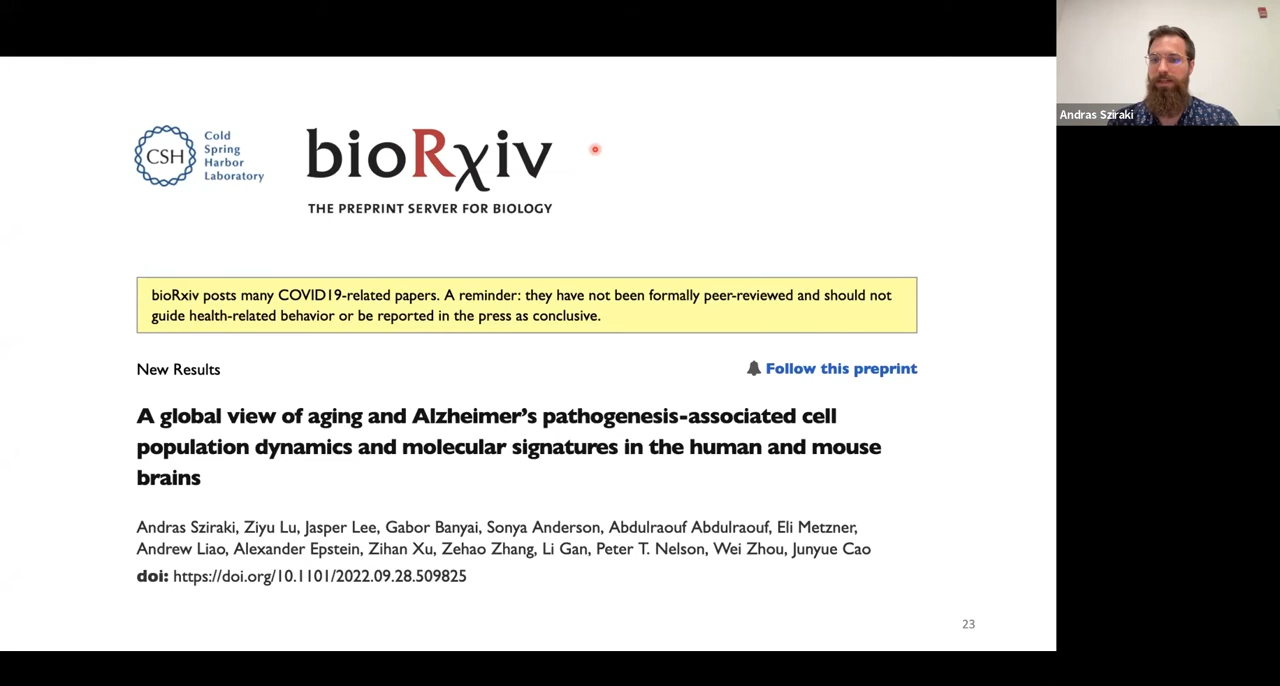 CSH
Cold
Spring
Harbor
Laboratory
bioRχiv
THE PREPRINT SERVER FOR BIOLOGY
Andras Sziraki
bioRxiv posts many COVID19-related papers. A reminder: they have not been formally peer-reviewed and should not
guide health-related behavior or be reported in the press as conclusive.
New Results
Follow this preprint
A global view of aging and Alzheimer's pathogenesis-associated cell
population dynamics and molecular signatures in the human and mouse
brains
Andras Sziraki, Ziyu Lu, Jasper Lee, Gabor Banyai, Sonya Anderson, Abdulraouf Abdulraouf, Eli Metzner,
Andrew Liao, Alexander Epstein, Zihan Xu, Zehao Zhang, Li Gan, Peter T. Nelson, Wei Zhou, Junyue Cao
doi: https://doi.org/10.1101/2022.09.28.509825
23